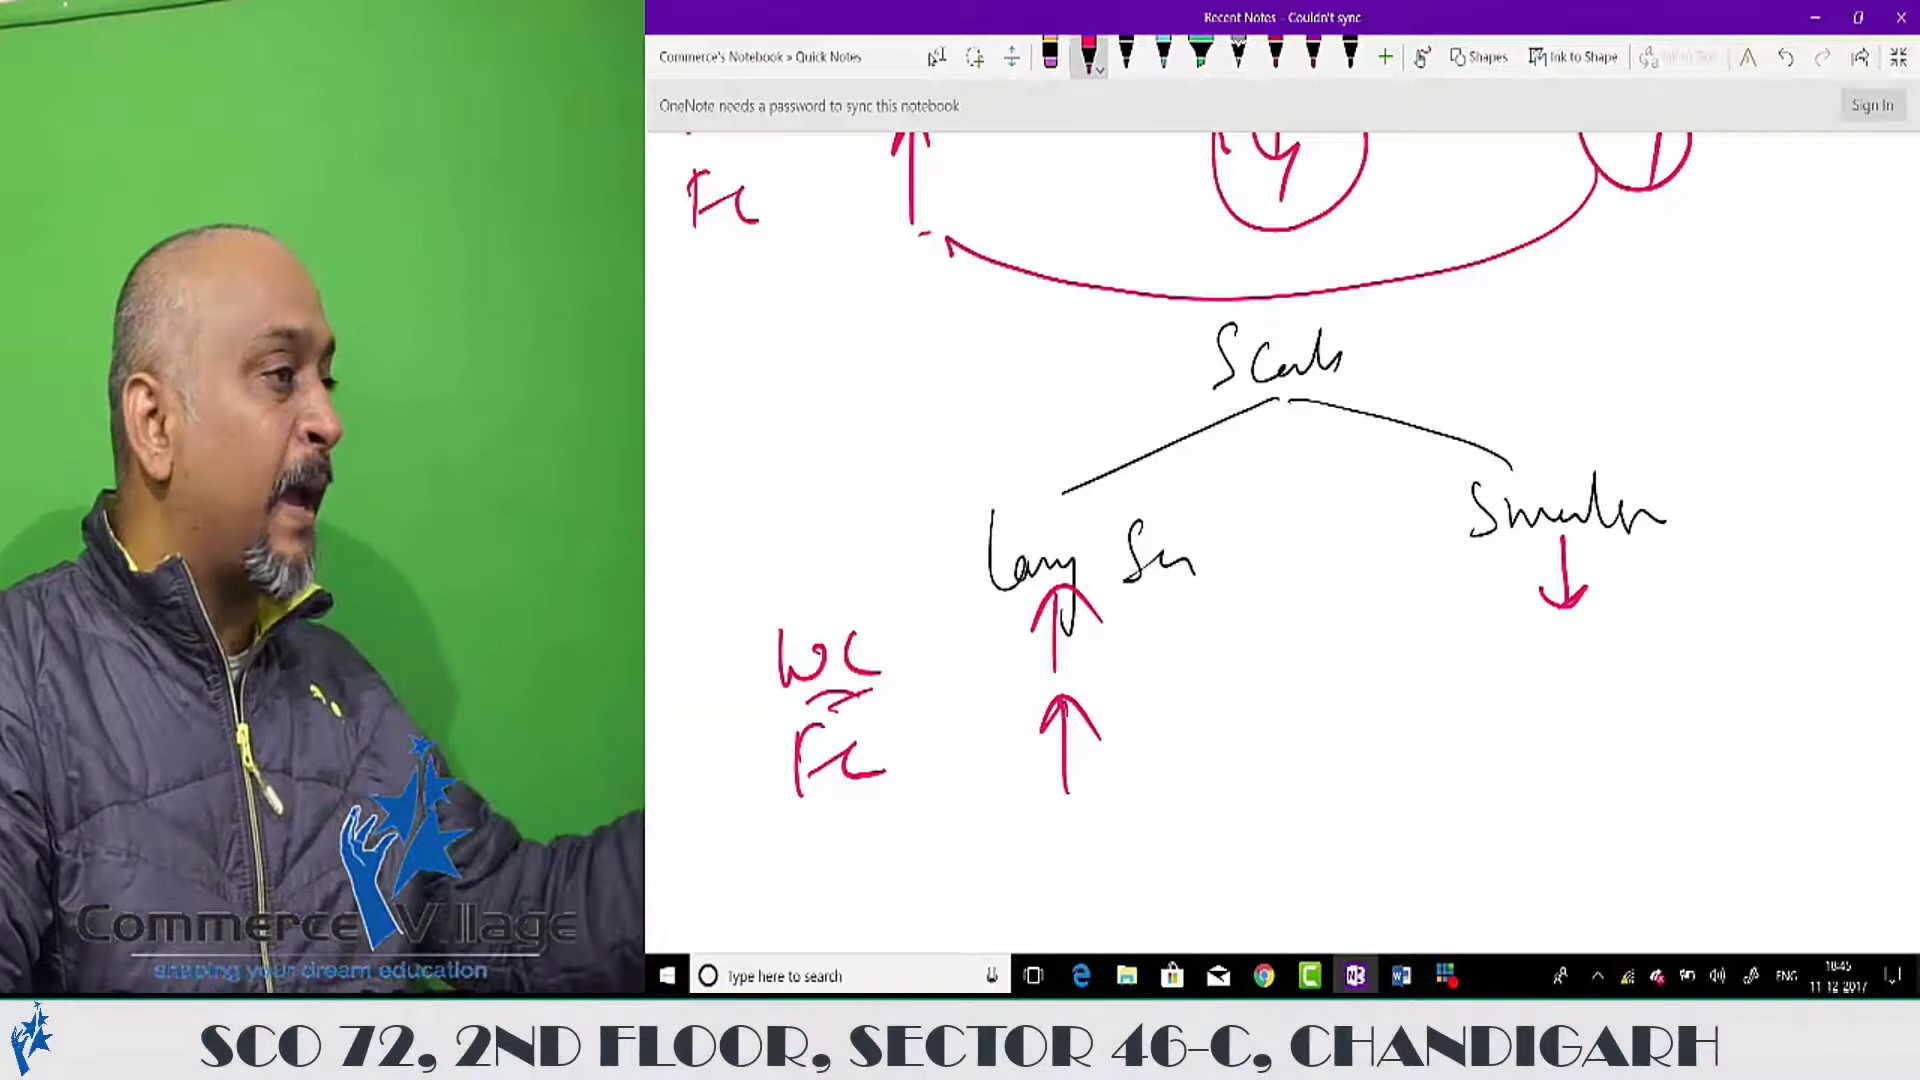 Recent Notes - Couldn't sync
Commerce's Notebook » Quick Notes
Shapes
Ink to Shape
OneNote needs a password to sync this notebook
Sign In
FC
Scale
Large
Smaller
WC
FC
Commerce Village
shaping your dream education
Type here to search
ENG
10:45
11-12-2017
SCO 72, 2ND FLOOR, SECTOR 46-C, CHANDIGARH